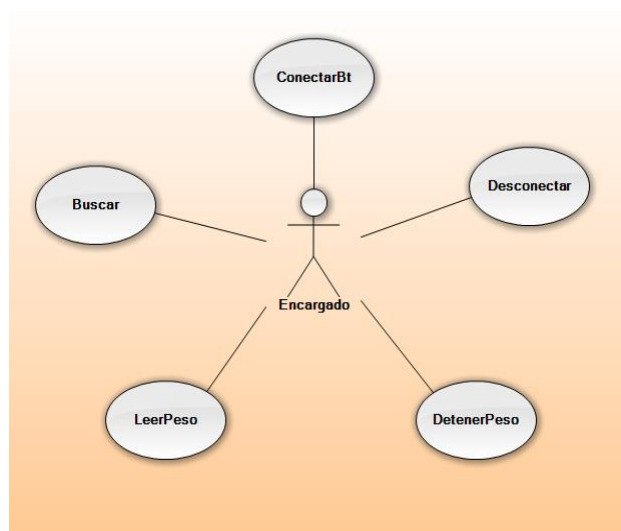 ConectarBt
Buscar
Desconectar
Encargado
LeerPeso
DetenerPeso